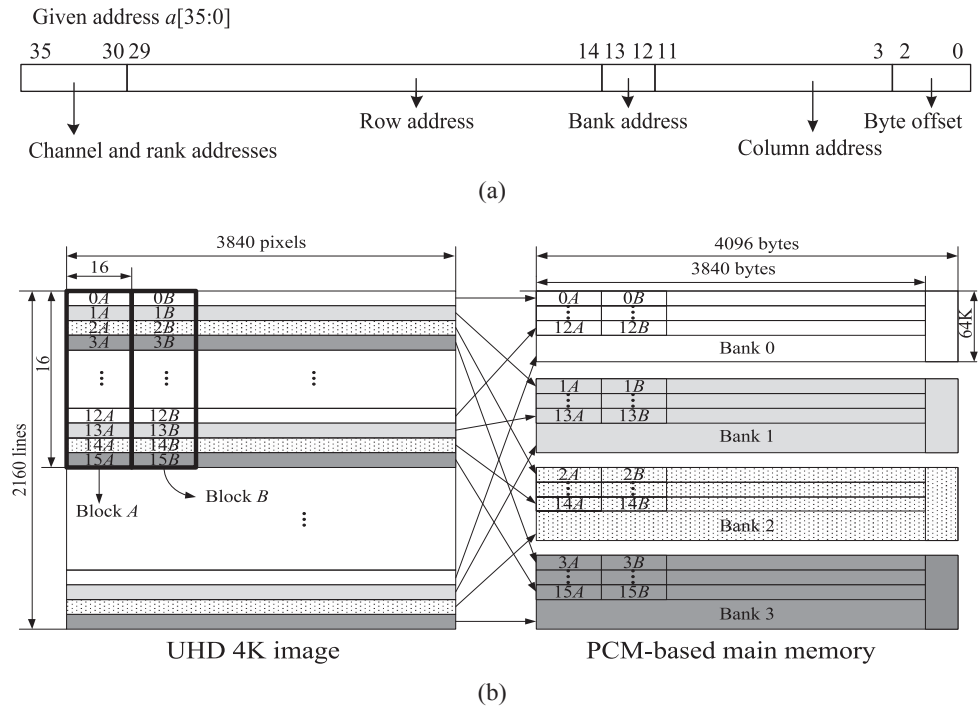 Given address a[35:0]
35 30 29 14 13 12 11 3 2 0
Channel and rank addresses
Row address
Bank address
Column address
Byte offset
(a)
3840 pixels
16
16
2160 lines
0A 0B
1A 1B
2A 2B
3A 3B
12A 12B
13A 13B
14A 14B
15A 15B
Block A
Block B
UHD 4K image
4096 bytes
3840 bytes
64K
0A 0B
12A 12B
Bank 0
1A 1B
13A 13B
Bank 1
2A 2B
14A 14B
Bank 2
3A 3B
15A 15B
Bank 3
PCM-based main memory
(b)